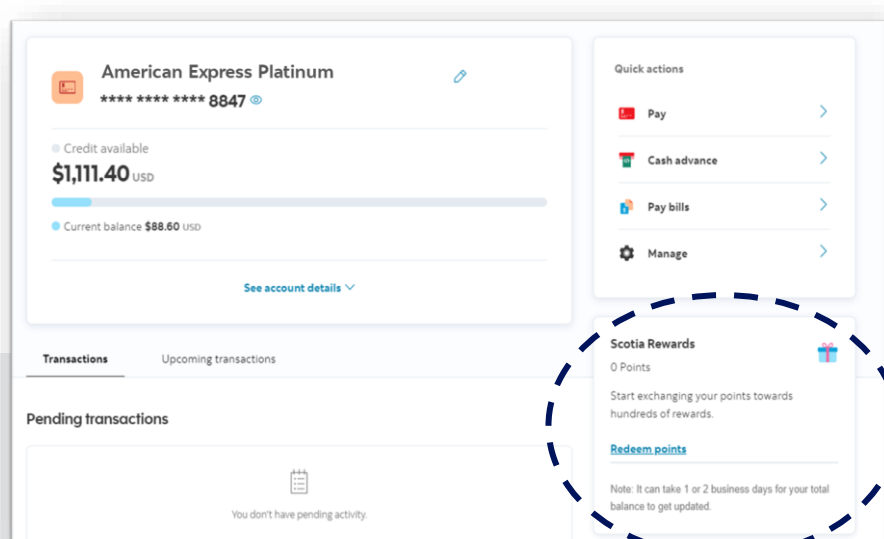 American Express Platinum
**** **** **** 8847
Credit available
$1,111.40 USD
Current balance $88.60 USD
See account details
Transactions
Upcoming transactions
Pending transactions
You don't have pending activity.
Quick actions
Pay
Cash advance
Pay bills
Manage
Scotia Rewards
0 Points
Start exchanging your points towards
hundreds of rewards.
Redeem points
Note: It can take 1 or 2 business days for your total
balance to get updated.